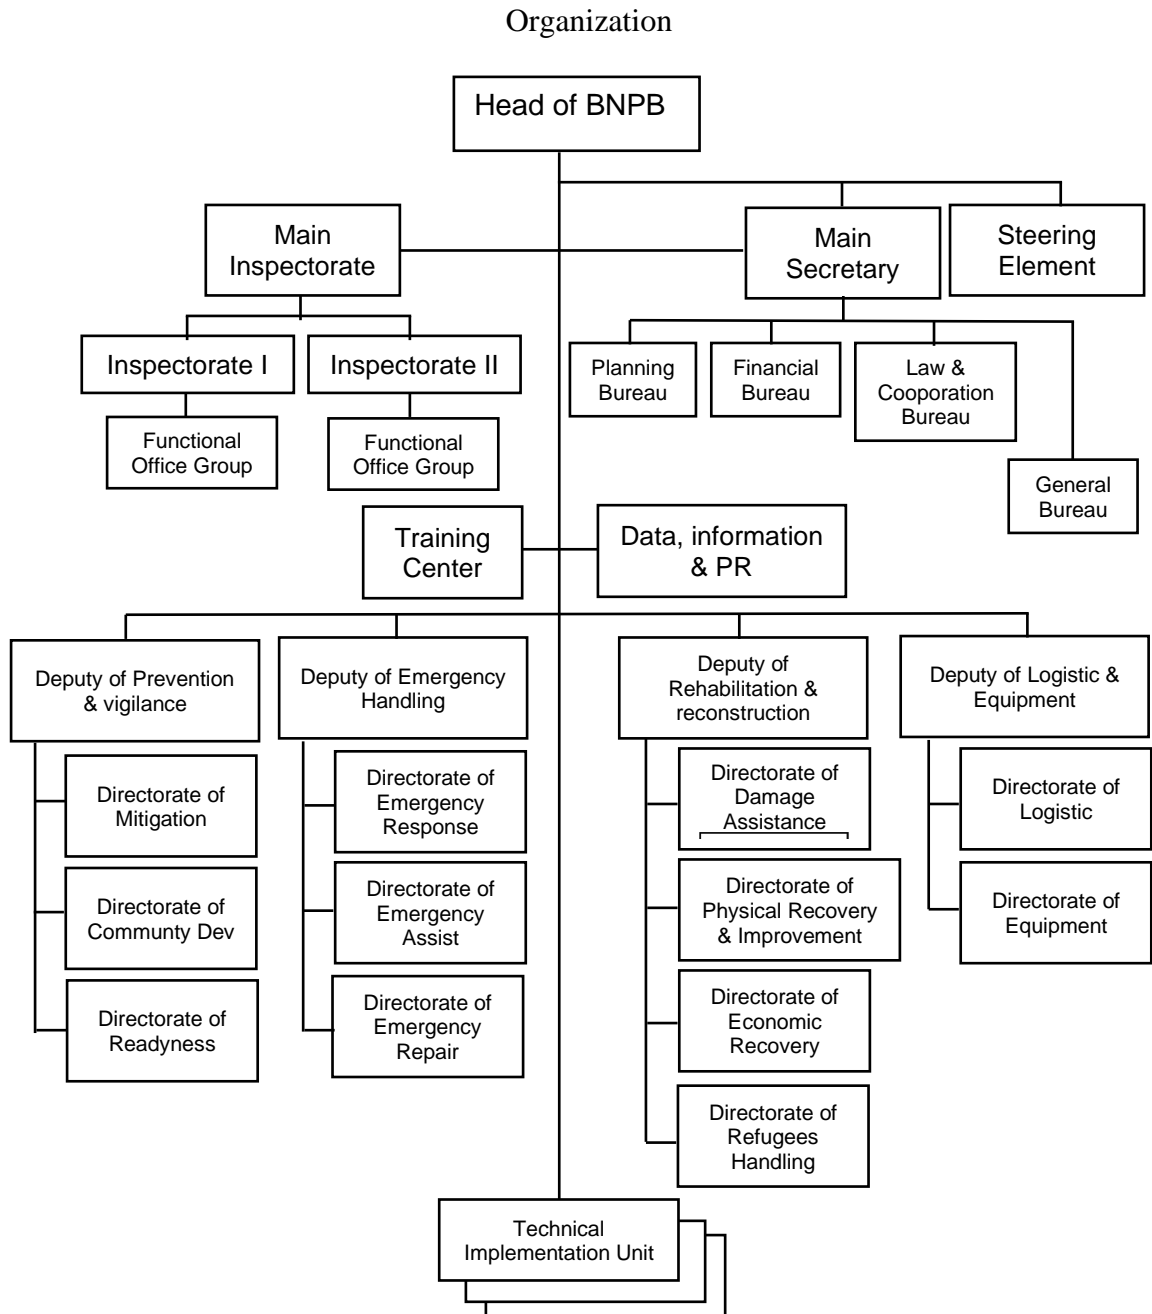 Organization
Head of BNPB
Main
Inspectorate
Main
Secretary
Steering
Element
Inspectorate I
Inspectorate II
Planning
Bureau
Financial
Bureau
Law &
Cooporation
Bureau
Functional
Office Group
Functional
Office Group
General
Bureau
Training
Center
Data, information
& PR
Deputy of Prevention
& vigilance
Deputy of Emergency
Handling
Deputy of
Rehabilitation &
reconstruction
Deputy of Logistic &
Equipment
Directorate of
Mitigation
Directorate of
Emergency
Response
Directorate of
Damage
Assistance
Directorate of
Logistic
Directorate of
Communty Dev
Directorate of
Emergency
Assist
Directorate of
Physical Recovery
& Improvement
Directorate of
Equipment
Directorate of
Readyness
Directorate of
Emergency
Repair
Directorate of
Economic
Recovery
Directorate of
Refugees
Handling
Technical
Implementation Unit